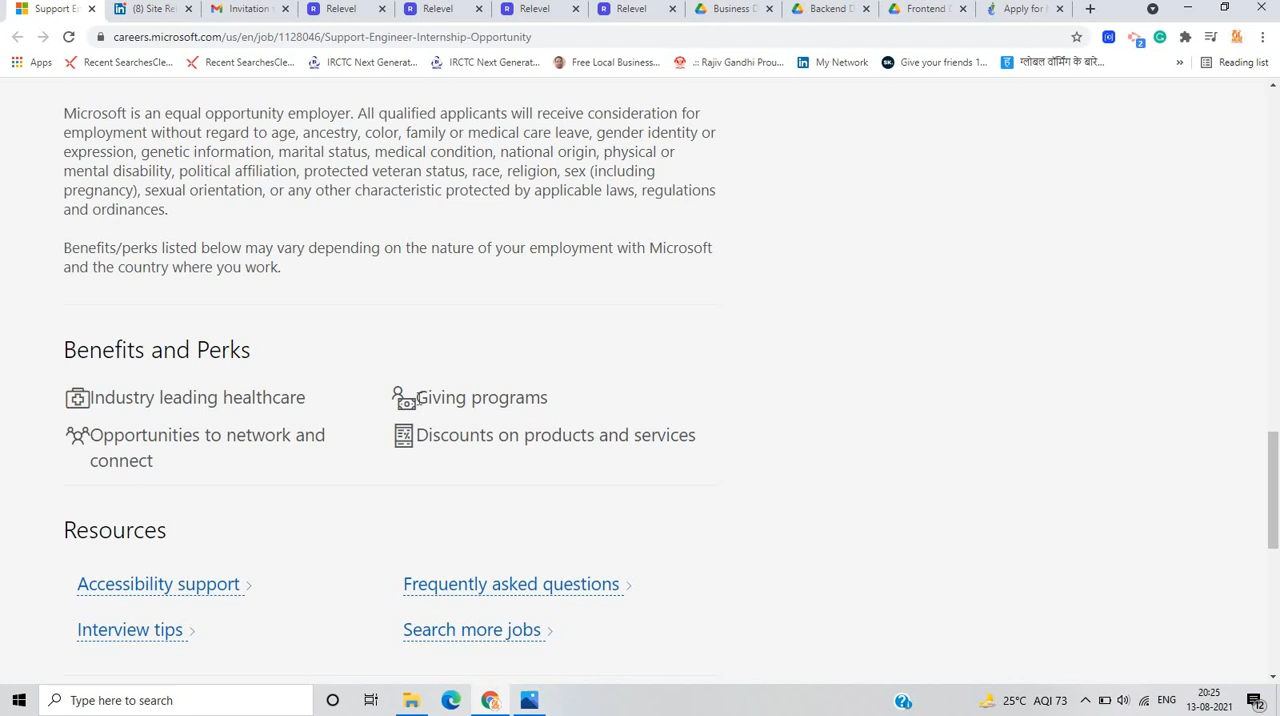 Support E
(8) Site Re
Invitation
Relevel
Relevel
Relevel
Relevel
Business D
Backend D
Frontend D
Apply for
careers.microsoft.com/us/en/job/1128046/Support-Engineer-Internship-Opportunity
2
Apps
Recent SearchesCle...
Recent SearchesCle...
IRCTC Next Generat...
IRCTC Next Generat...
Free Local Business...
.:: Rajiv Gandhi Prou...
My Network
Give your friends 1...
ग्लोबल वॉर्मिंग के बारे...
Reading list
Microsoft is an equal opportunity employer. All qualified applicants will receive consideration for
employment without regard to age, ancestry, color, family or medical care leave, gender identity or
expression, genetic information, marital status, medical condition, national origin, physical or
mental disability, political affiliation, protected veteran status, race, religion, sex (including
pregnancy), sexual orientation, or any other characteristic protected by applicable laws, regulations
and ordinances.
Benefits/perks listed below may vary depending on the nature of your employment with Microsoft
and the country where you work.
Benefits and Perks
Industry leading healthcare
Giving programs
Opportunities to network and
connect
Discounts on products and services
Resources
Accessibility support
Frequently asked questions
Interview tips
Search more jobs
Type here to search
25°C AQI 73
ENG
20:25
13-08-2021
12